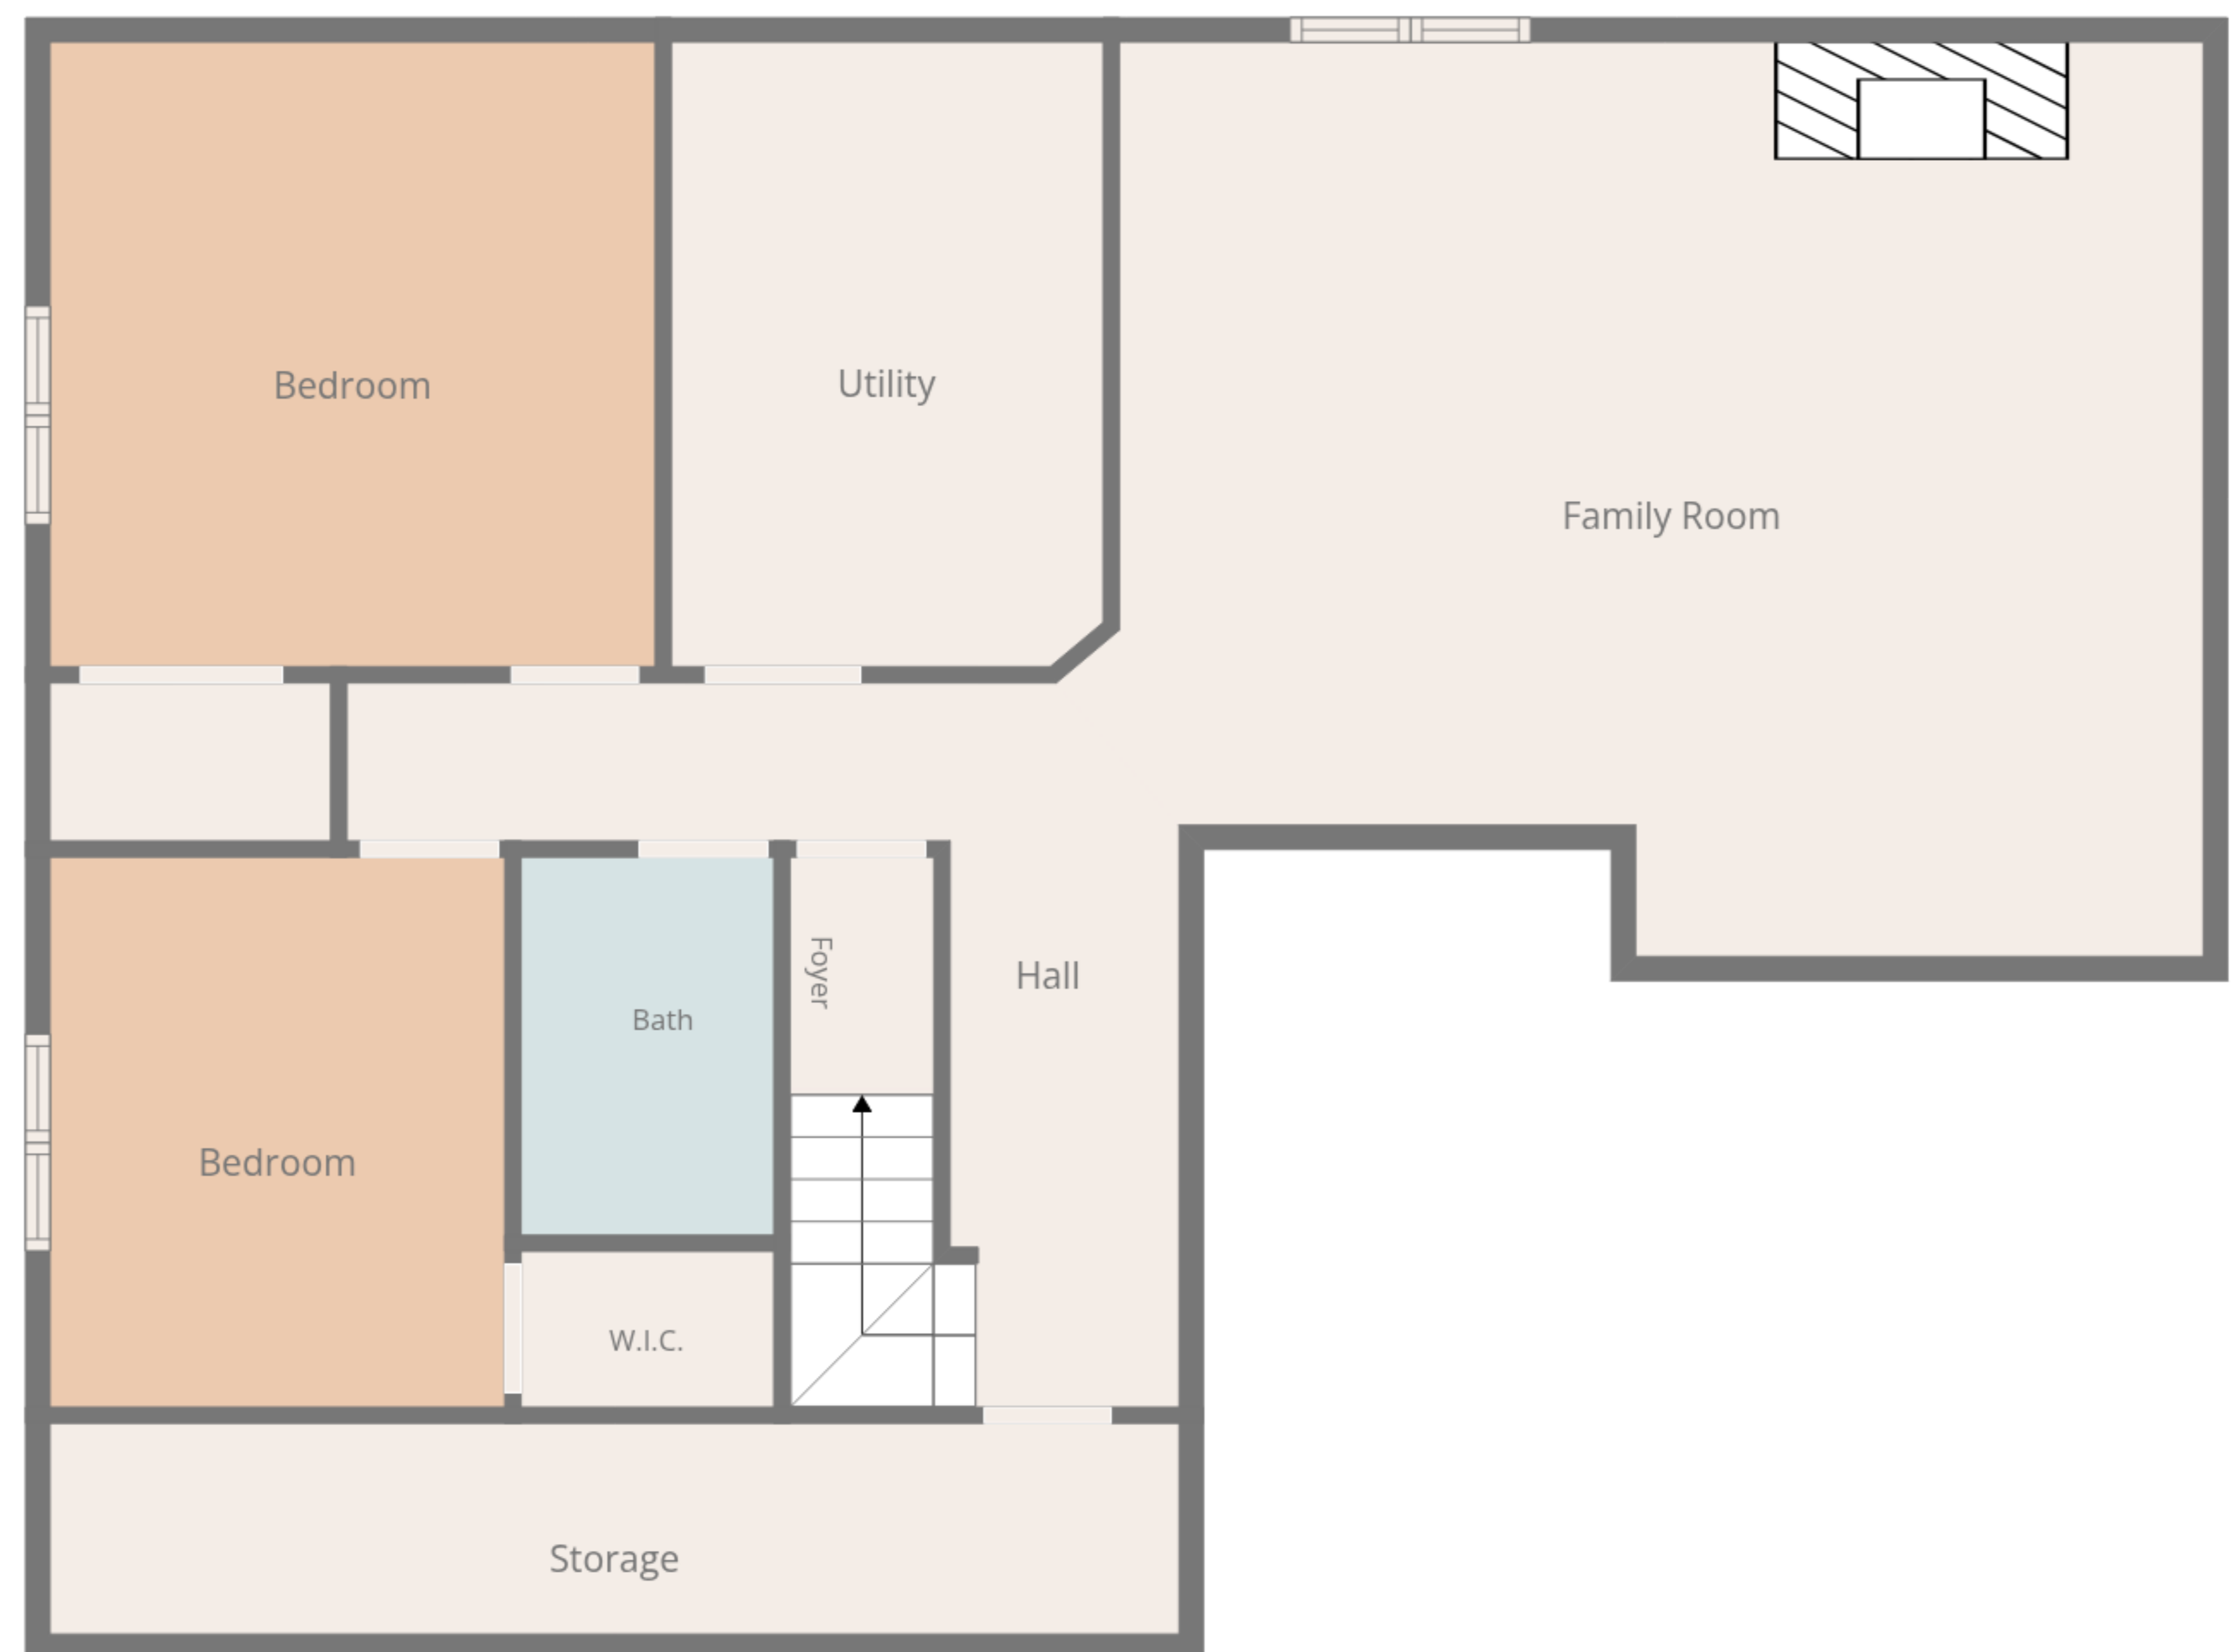 Bedroom
Utility
Family Room
Foyer
Hall
Bath
Bedroom
W.I.C.
Storage